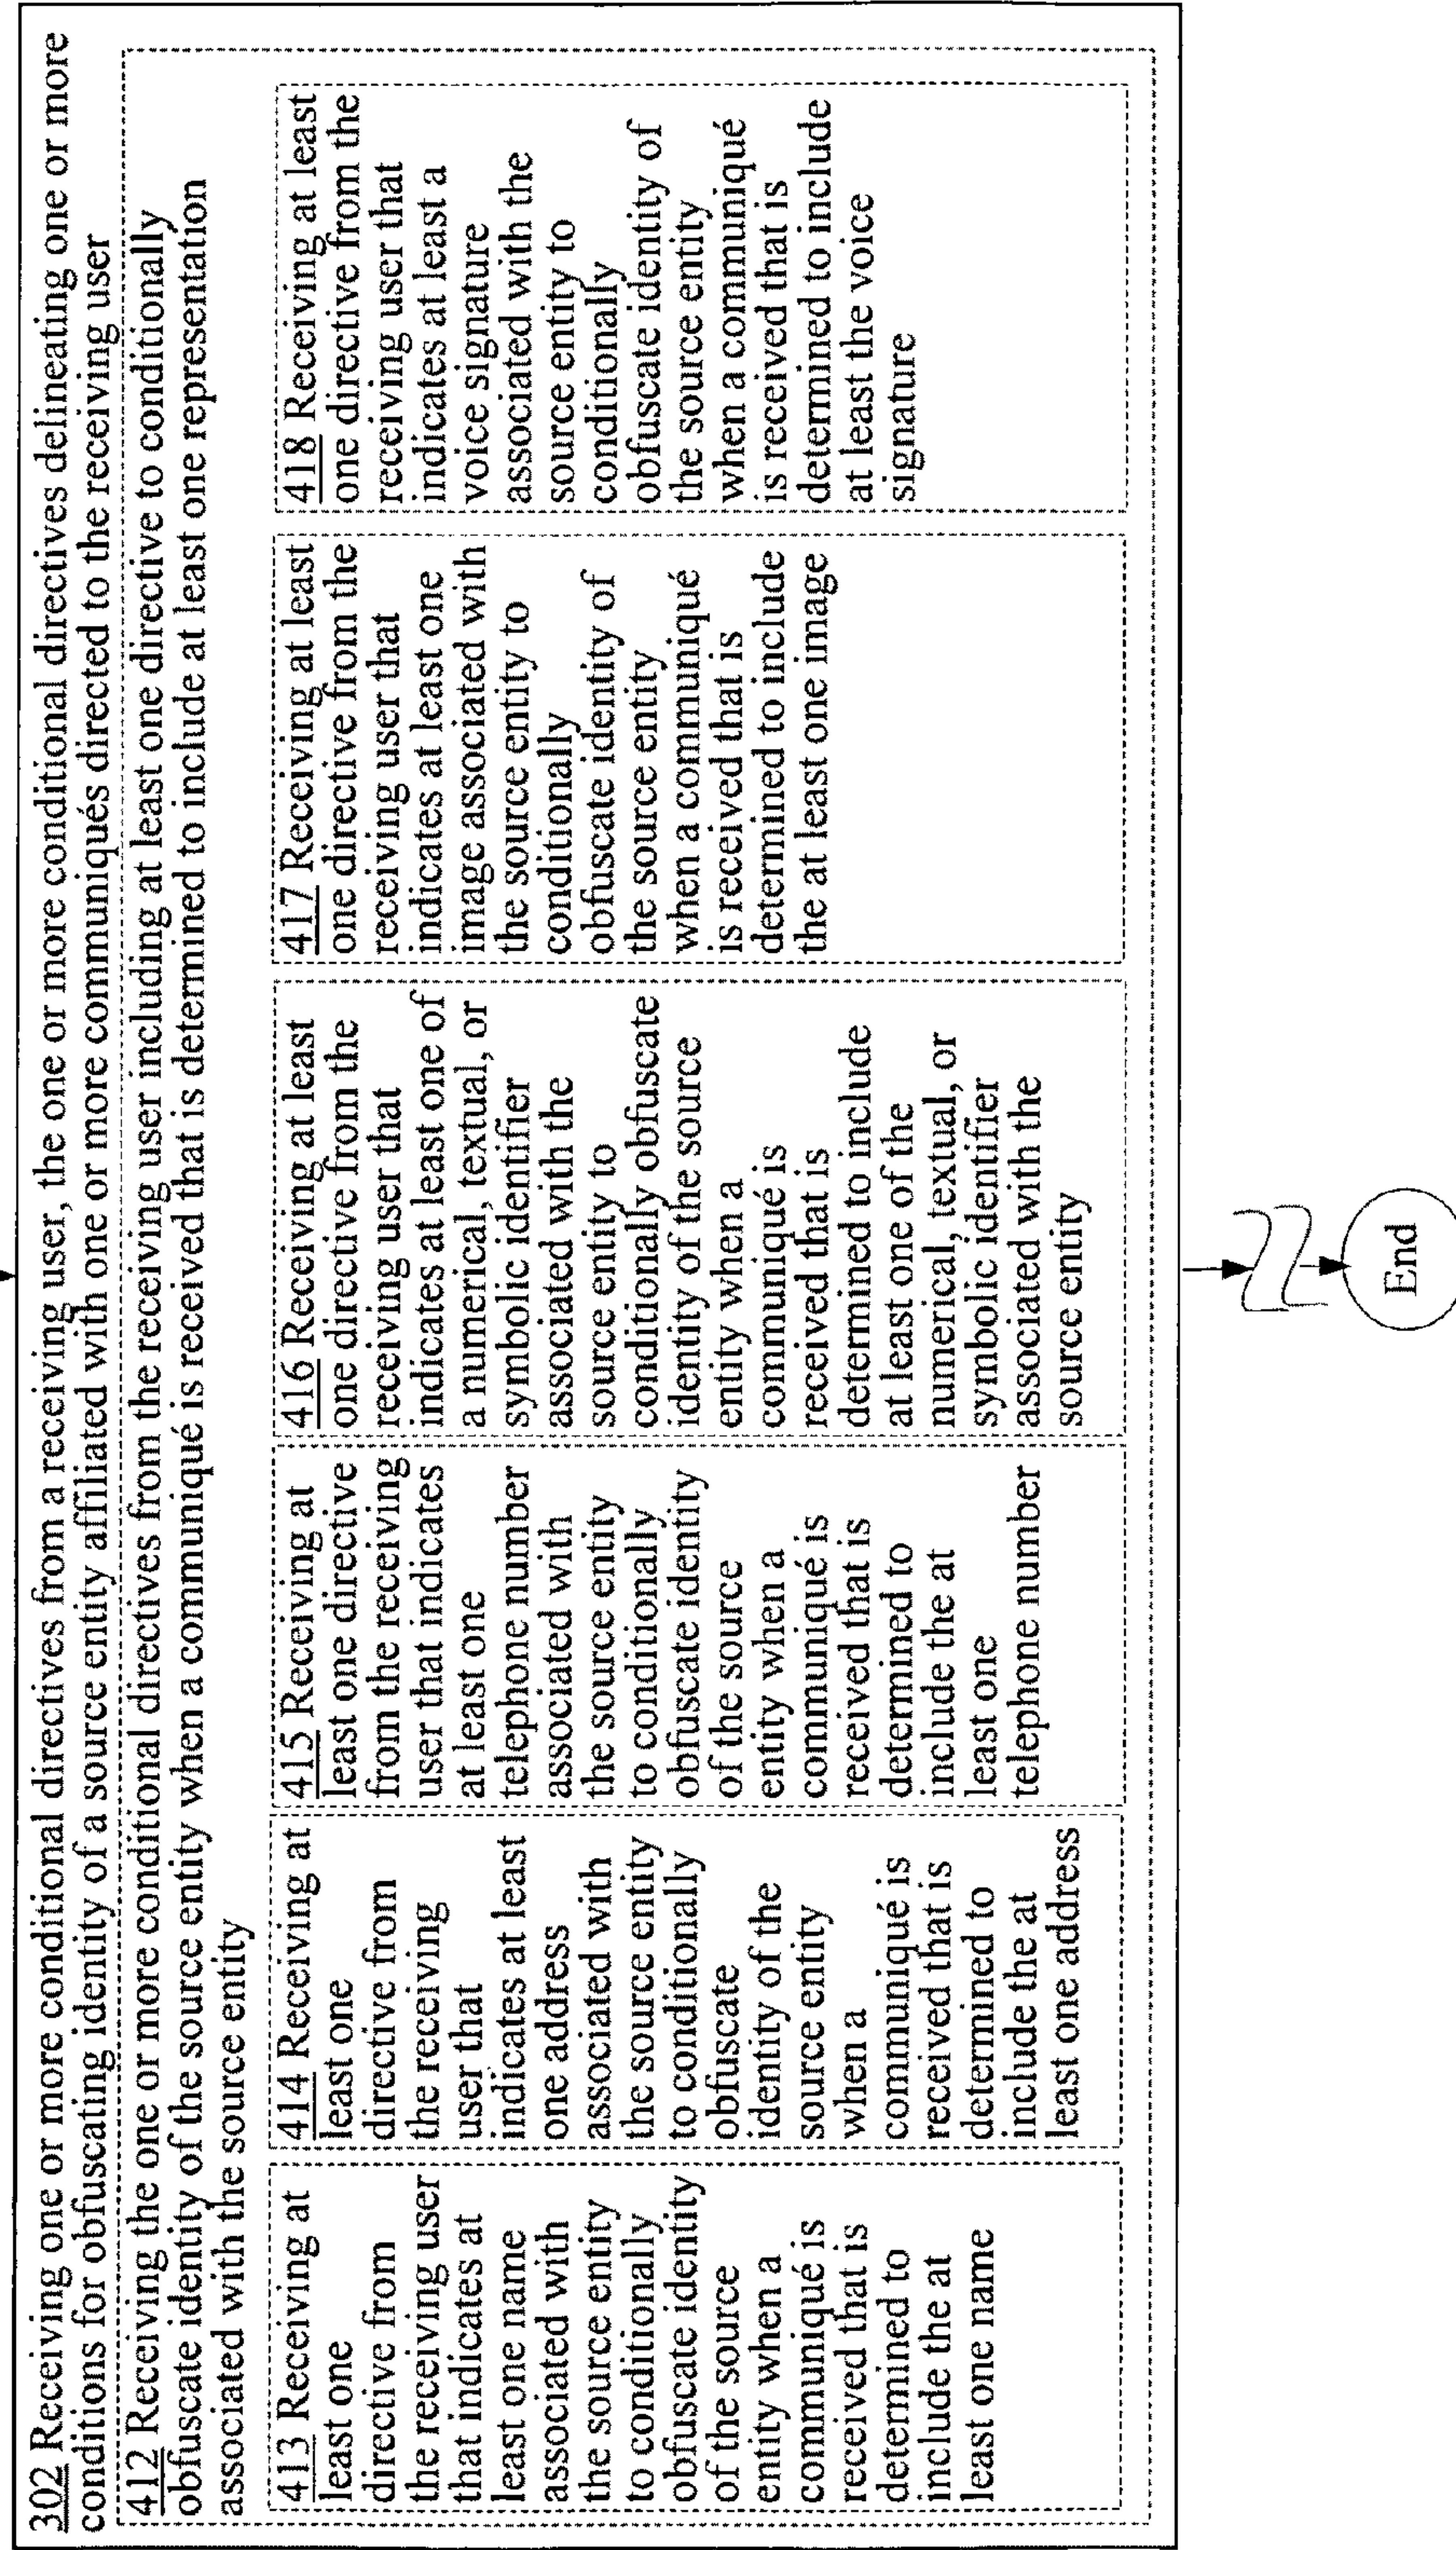 302 Receiving one or more conditional directives from a receiving user, the one or more conditional directives delineating one or more
conditions for obfuscating identity of a source entity affiliated with one or more communiqués directed to the receiving user
412 Receiving the one or more conditional directives from the receiving user including at least one directive to conditionally
obfuscate identity of the source entity when a communiqué is received that is determined to include at least one representation
associated with the source entity
413 Receiving at
least one
directive from
the receiving user
that indicates at
least one name
associated with
the source entity
to conditionally
obfuscate identity
of the source
entity when a
communiqué is
received that is
determined to
include the at
least one name
414 Receiving at
least one
directive from
the receiving
user that
indicates at least
one address
associated with
the source entity
to conditionally
obfuscate
identity of the
source entity
when a
communiqué is
received that is
determined to
include the at
least one address
415 Receiving at
least one directive
from the receiving
user that indicates
at least one
telephone number
associated with
the source entity
to conditionally
obfuscate identity
of the source
entity when a
communiqué is
received that is
determined to
include the at
least one
telephone number
416 Receiving at least
one directive from the
receiving user that
indicates at least one of
a numerical, textual, or
symbolic identifier
associated with the
source entity to
conditionally obfuscate
identity of the source
entity when a
communiqué is
received that is
determined to include
at least one of the
numerical, textual, or
symbolic identifier
associated with the
source entity
417 Receiving at least
one directive from the
receiving user that
indicates at least one
image associated with
the source entity to
conditionally
obfuscate identity of
the source entity
when a communiqué
is received that is
determined to include
the at least one image
418 Receiving at least
one directive from the
receiving user that
indicates at least a
voice signature
associated with the
source entity to
conditionally
obfuscate identity of
the source entity
when a communiqué
is received that is
determined to include
at least the voice
signature
End